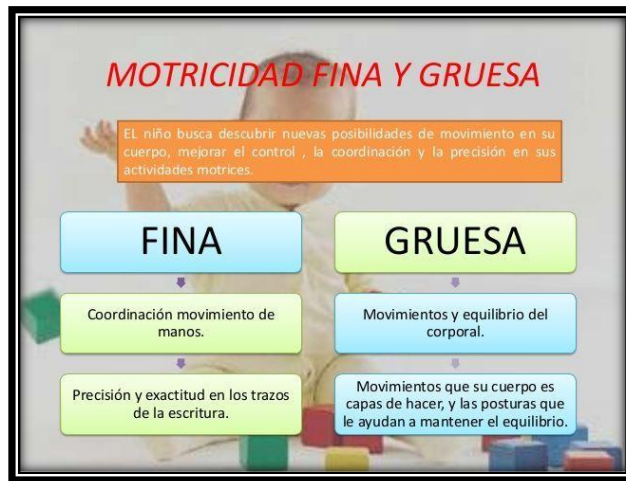 MOTRICIDAD FINA Y GRUESA
EL niño busca descubrir nuevas posibilidades de movimiento en su
cuerpo, mejorar el control , la coordinación y la precisión en sus
actividades motrices.
FINA
Coordinación movimiento de
manos.
Precisión y exactitud en los trazos
de la escritura.
GRUESA
Movimientos y equilibrio del
corporal.
Movimientos que su cuerpo es
capas de hacer, y las posturas que
le ayudan a mantener el equilibrio.